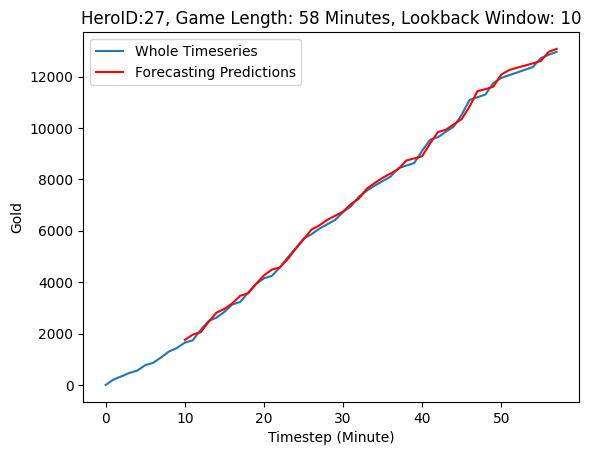 HeroID:27, Game Length: 58 Minutes, Lookback Window: 10
Whole Timeseries
Forecasting Predictions
12000
10000
8000
6000
4000
2000
0
Gold
0 10 20 30 40 50
Timestep (Minute)